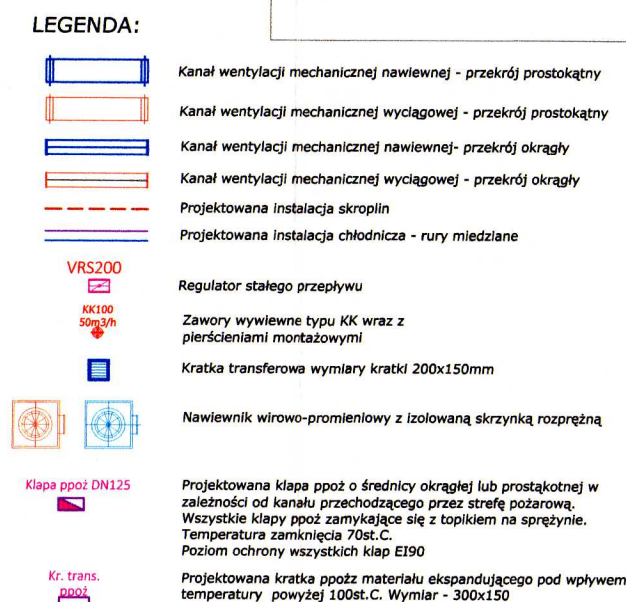 LEGENDA:
Kanał wentylacji mechanicznej nawiewnej - przekrój prostokątny
Kanał wentylacji mechanicznej wyciągowej - przekrój prostokątny
Kanał wentylacji mechanicznej nawiewnej- przekrój okrągły
Kanał wentylacji mechanicznej wyciągowej - przekrój okrągły
Projektowana instalacja skroplin
Projektowana instalacja chłodnicza - rury miedziane
VRS200
Regulator stałego przepływu
KK100
50m3/h
Zawory wywiewne typu KK wraz z
pierścieniami montażowymi
Kratka transferowa wymiary kratki 200x150mm
Nawiewnik wirowo-promieniowy z izolowaną skrzynką rozprężną
Klapa ppoż DN125
Projektowana klapa ppoż o średnicy okrągłej lub prostąkotnej w
zależności od kanału przechodzącego przez strefę pożarową.
Wszystkie klapy ppoż zamykające się z topikiem na sprężynie.
Temperatura zamknięcia 70st.C.
Poziom ochrony wszystkich klap EI90
Kr. trans.
ppoż
Projektowana kratka ppożz materiału ekspandującego pod wpływem
temperatury powyżej 100st.C. Wymiar - 300x150